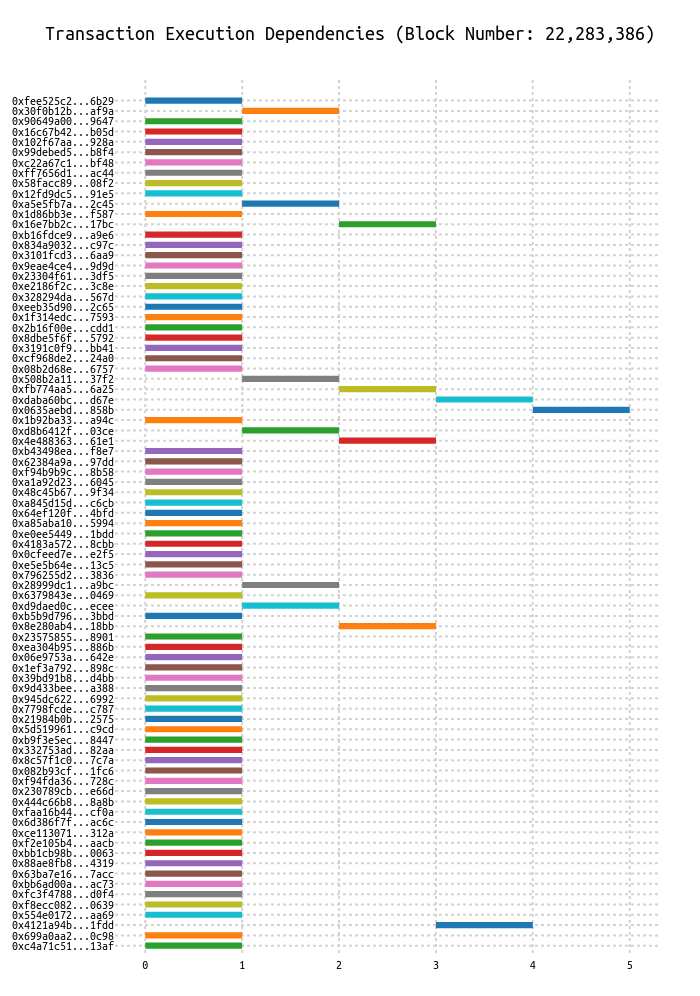 Transaction Execution Dependencies (Block Number: 22,283,386)
0xfee525c2...6b29
0x30f0b12b...af9a
0x90649a00...9647
0x16c67b42...b05d
0x102f67aa...928a
0x99debed5...b8f4
0xc22a67c1...bf48
0xff7656d1...ac44
0x58facc89...08f2
0x12fd9dc5...91e5
0xa5e5fb7a...2c45
0x1d86bb3e...f587
0x16e7bb2c...17bc
0xb16fdce9...a9e6
0x834a9032...c97c
0x3101fcd3...6aa9
0x9eae4ce4...9d9d
0x23304f61...3df5
0xe2186f2c...3c8e
0x328294da...567d
0xeeb35d90...2c65
0x1f314edc...7593
0x2b16f00e...cdd1
0x8dbe5f6f...5792
0x3191c0f9...bb41
0xcf968de2...24a0
0x08b2d68e...6757
0x508b2a11...37f2
0xfb774aa5...6a25
0xdaba60bc...d67e
0x0635aebd...858b
0x1b92ba33...a94c
0xd8b6412f...03ce
0x4e488363...61e1
0xb43498ea...f8e7
0x62384a9a...97dd
0xf94b9b9c...8b58
0xa1a92d23...6045
0x48c45b67...9f34
0xa845d15d...c6cb
0x64ef120f...4bfd
0xa85aba10...5994
0xe0ee5449...1bdd
0x4183a572...8cbb
0x0cfeed7e...e2f5
0xe5e5b64e...13c5
0x796255d2...3836
0x28999dc1...a9bc
0x6379843e...0469
0xd9daed0c...ecee
0xb5b9d796...3bbd
0x8e280ab4...18bb
0x23575855...8901
0xea304b95...886b
0x06e9753a...642e
0x1ef3a792...898c
0x39bd91b8...d4bb
0x9d433bee...a388
0x945dc622...6992
0x7798fcde...c787
0x21984b0b...2575
0x5d519961...c9cd
0xb9f3e5ec...8447
0x332753ad...82aa
0x8c57f1c0...7c7a
0x082b93cf...1fc6
0xf94fda36...728c
0x230789cb...e66d
0x444c66b8...8a8b
0xfaa16b44...cf0a
0x6d386f7f...ac6c
0xce113071...312a
0xf2e105b4...aacb
0xbb1cb98b...0063
0x88ae8fb8...4319
0x63ba7e16...7acc
0xbb6ad00a...ac73
0xfc3f4788...d0f4
0xf8ecc082...0639
0x554e0172...aa69
0x4121a94b...1fdd
0x699a0aa2...0c98
0xc4a71c51...13af
0 1 2 3 4 5